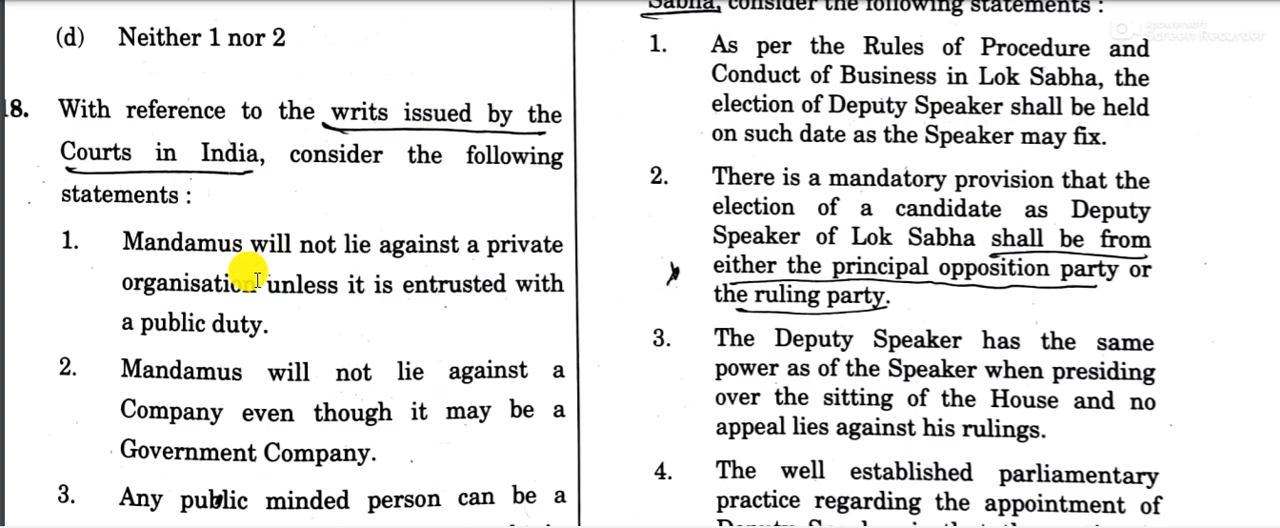 (d) Neither 1 nor 2
18. With reference to the writs issued by the
Courts in India, consider the following
statements :
1. Mandamus will not lie against a private
organisation unless it is entrusted with
a public duty.
2. Mandamus will not lie against a
Company even though it may be a
Government Company.
3. Any public minded person can be a
Sabha, consider the following statements :
1. As per the Rules of Procedure and
Conduct of Business in Lok Sabha, the
election of Deputy Speaker shall be held
on such date as the Speaker may fix.
2. There is a mandatory provision that the
election of a candidate as Deputy
Speaker of Lok Sabha shall be from
either the principal opposition party or
the ruling party.
3. The Deputy Speaker has the same
power as of the Speaker when presiding
over the sitting of the House and no
appeal lies against his rulings.
4. The well established parliamentary
practice regarding the appointment of
Screen Recorder